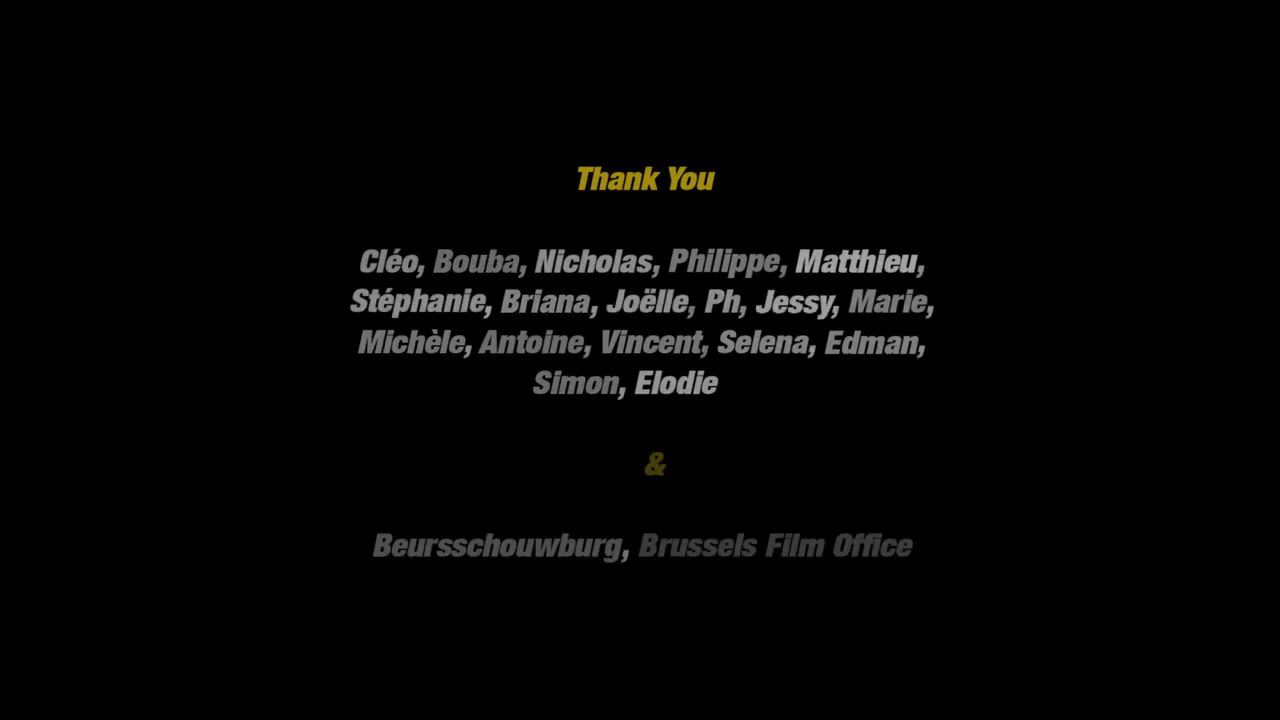 Thank You
Cléo, Bouba, Nicholas, Philippe, Matthieu,
Stéphanie, Briana, Joëlle, Ph, Jessy, Marie,
Michèle, Antoine, Vincent, Selena, Edman,
Simon, Elodie
&
Beursschouwburg, Brussels Film Office